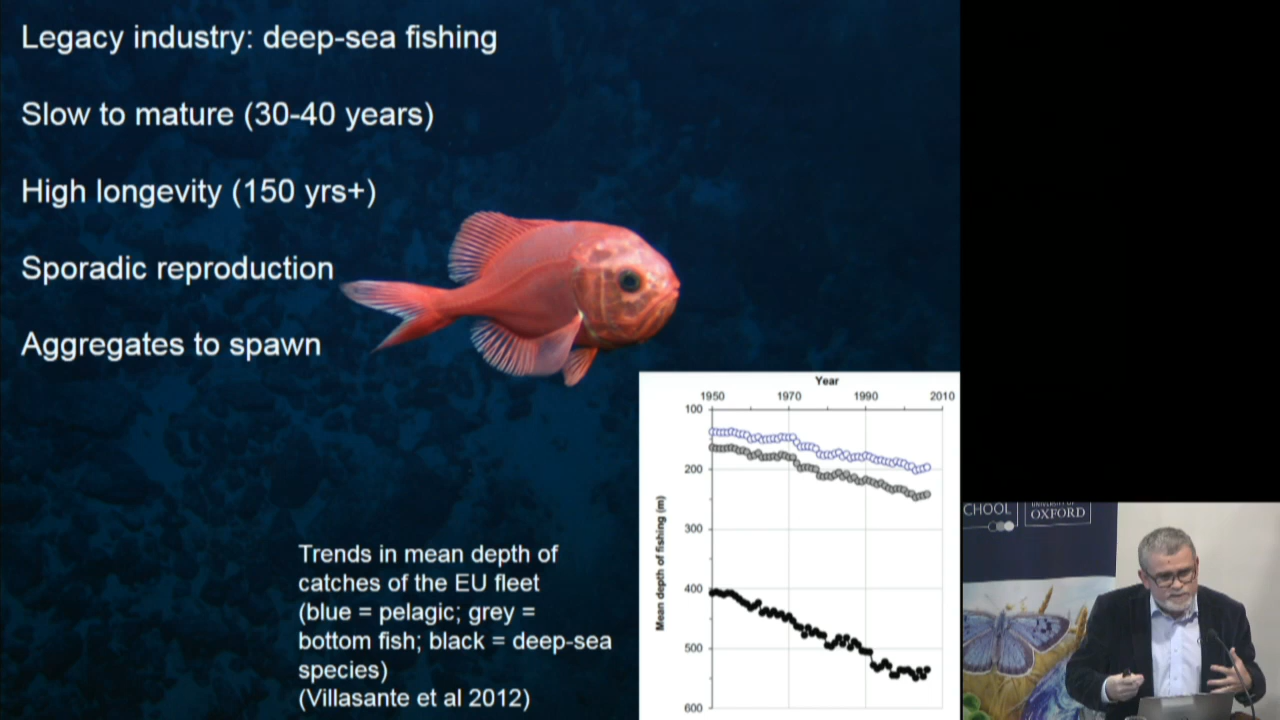 Legacy industry: deep-sea fishing
Slow to mature (30-40 years)
High longevity (150 yrs+)
Sporadic reproduction
Aggregates to spawn
Trends in mean depth of
catches of the EU fleet
(blue = pelagic; grey =
bottom fish; black = deep-sea
species)
(Villasante et al 2012)
Year
1950 1970 1990 2010
100
200
300
400
500
600
Mean depth of fishing (m)
CHOOL
UNIVERSITY OF
OXFORD